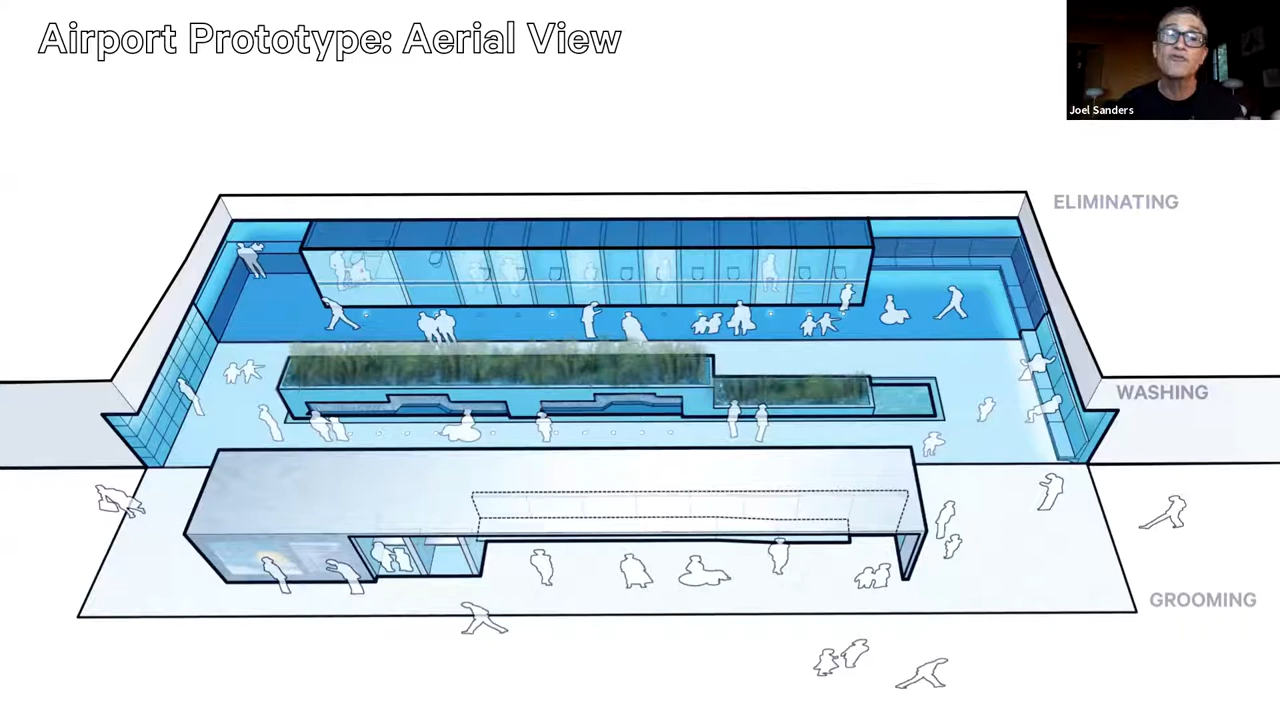 Airport Prototype: Aerial View
Joel Sanders
ELIMINATING
WASHING
GROOMING